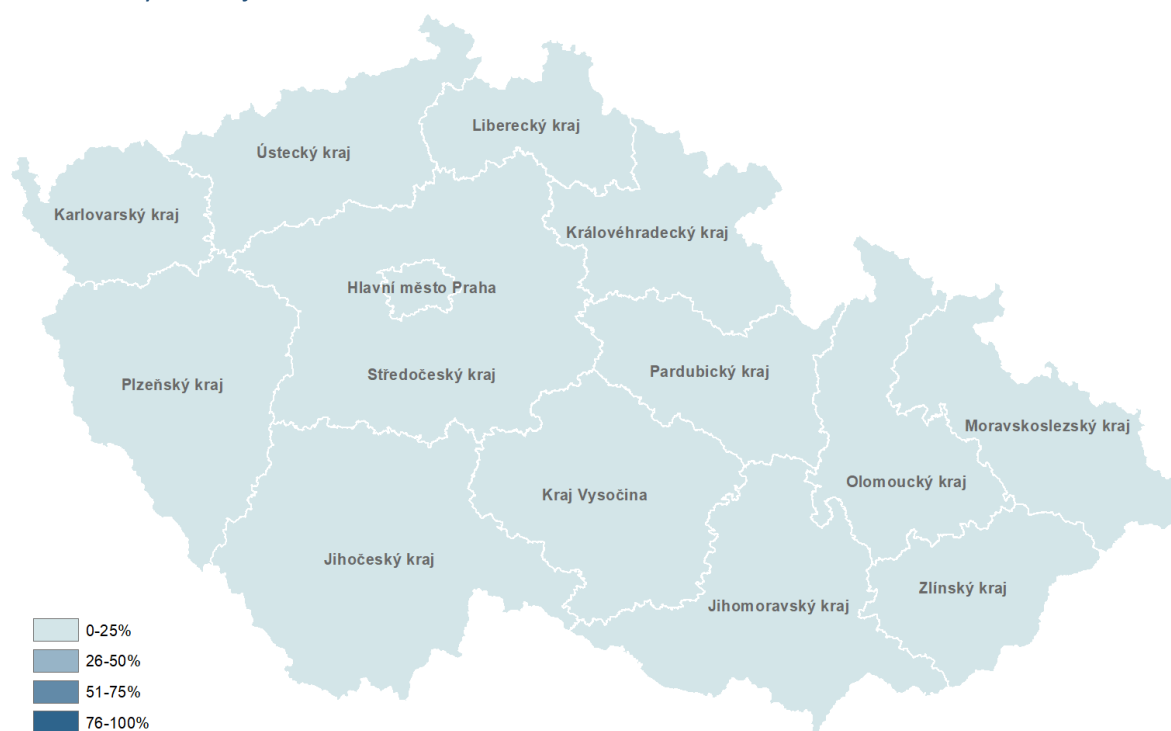 Liberecký kraj
Ústecký kraj
Karlovarský kraj
Královéhradecký kraj
Hlavní město Praha
Středočeský kraj
Pardubický kraj
Plzeňský kraj
Moravskoslezský kraj
Olomoucký kraj
Kraj Vysočina
Jihočeský kraj
Zlínský kraj
Jihomoravský kraj
0-25%
26-50%
51-75%
76-100%